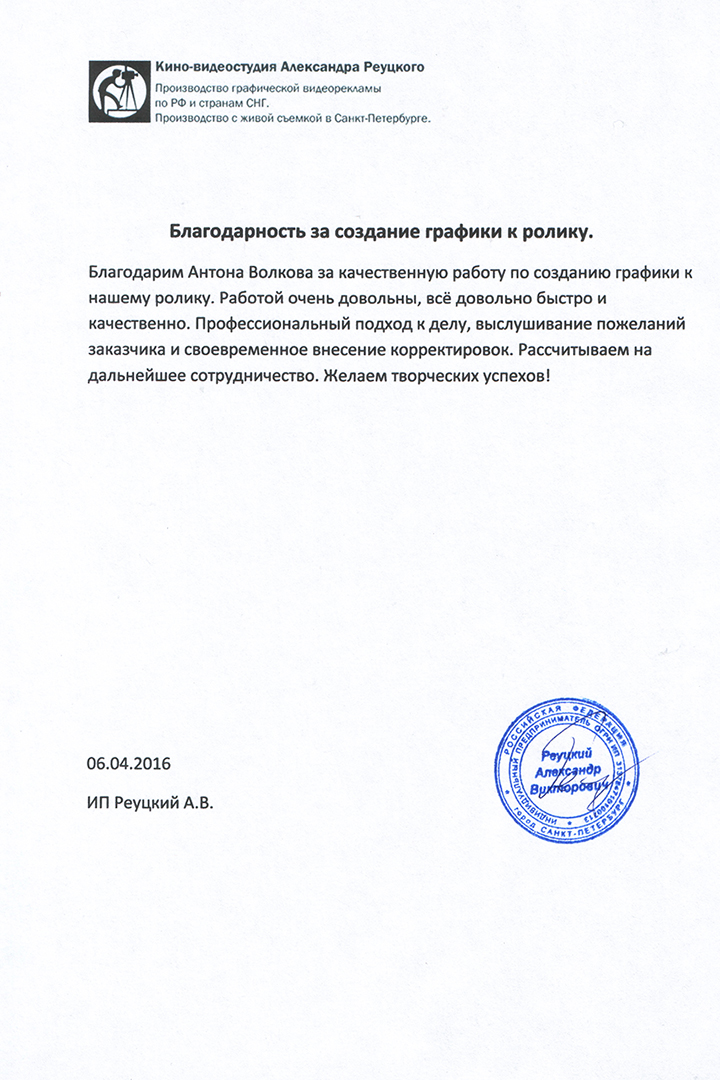 Кино-видеостудия Александра Реуцкого
Производство графической видеорекламы
по РФ и странам СНГ.
Производство с живой съемкой в Санкт-Петербурге.
Благодарность за создание графики к ролику.
Благодарим Антона Волкова за качественную работу по созданию графики к
нашему ролику. Работой очень довольны, всё довольно быстро и
качественно. Профессиональный подход к делу, выслушивание пожеланий
заказчика и своевременное внесение корректировок. Рассчитываем на
дальнейшее сотрудничество. Желаем творческих успехов!
РОССИЙСКАЯ ФЕДЕРАЦИЯ
ИНДИВИДУАЛЬНЫЙ ПРЕДПРИНИМАТЕЛЬ ОГРН ИП
Реуцкий
Александр
Викторович
город САНКТ-ПЕТЕРБУРГ
06.04.2016
ИП Реуцкий А.В.